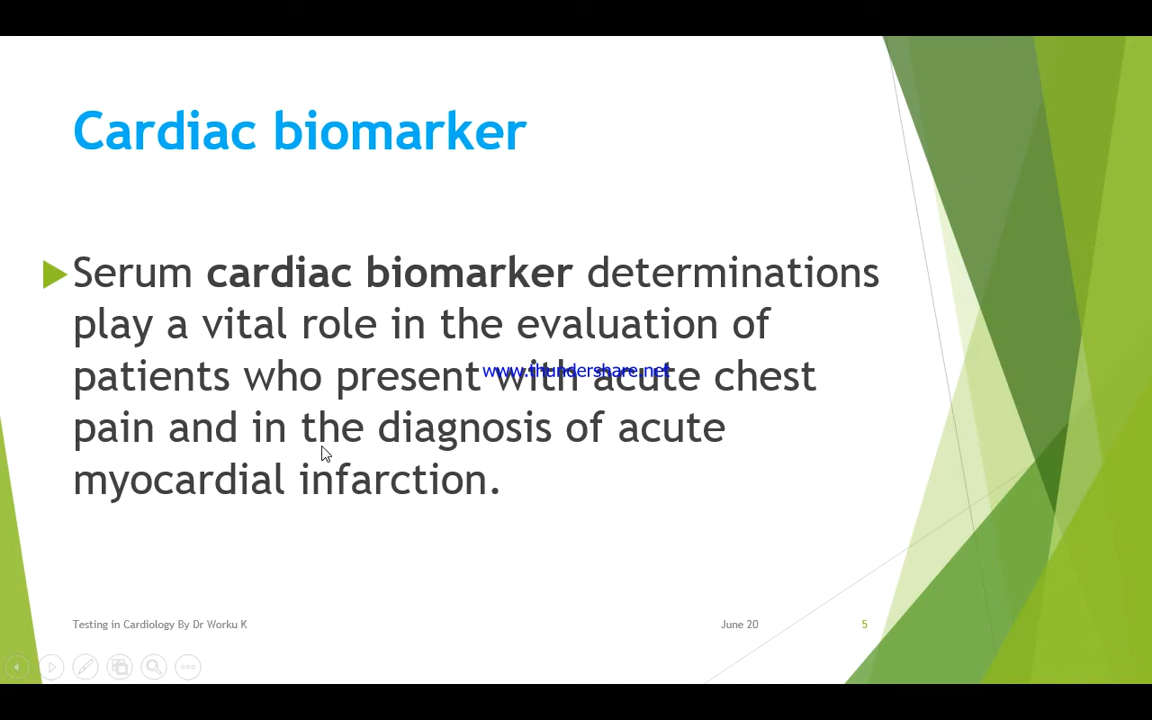 Cardiac biomarker
Serum cardiac biomarker determinations
play a vital role in the evaluation of
patients who present with acute chest
www.thundershare.net
pain and in the diagnosis of acute
myocardial infarction.
Testing in Cardiology By Dr Worku K
June 20
5